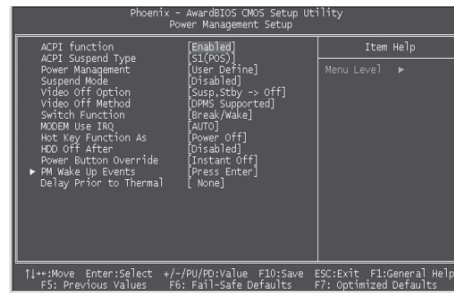 Phoenix - AwardBIOS CMOS Setup Utility
Power Management Setup
ACPI function [Enabled]
ACPI Suspend Type [S1(POS)]
Power Management [User Define]
Suspend Mode [Disabled]
Video Off Option [Susp,Stby -> Off]
Video Off Method [DPMS Supported]
Switch Function [Break/Wake]
MODEM Use IRQ [AUTO]
Hot Key Function As [Power Off]
HDD Off After [Disabled]
Power Button Override [Instant Off]
▶ PM Wake Up Events [Press Enter]
Delay Prior to Thermal [ None]
Item Help
Menu Level ▶
↑↓↔:Move Enter:Select +/-/PU/PD:Value F10:Save ESC:Exit F1:General Help
F5: Previous Values F6: Fail-Safe Defaults F7: Optimized Defaults